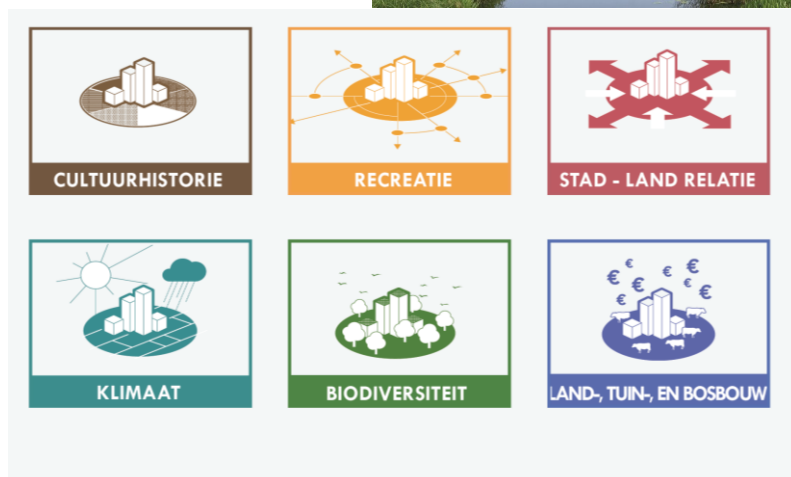 CULTUURHISTORIE
RECREATIE
STAD - LAND RELATIE
KLIMAAT
BIODIVERSITEIT
LAND-, TUIN-, EN BOSBOUW